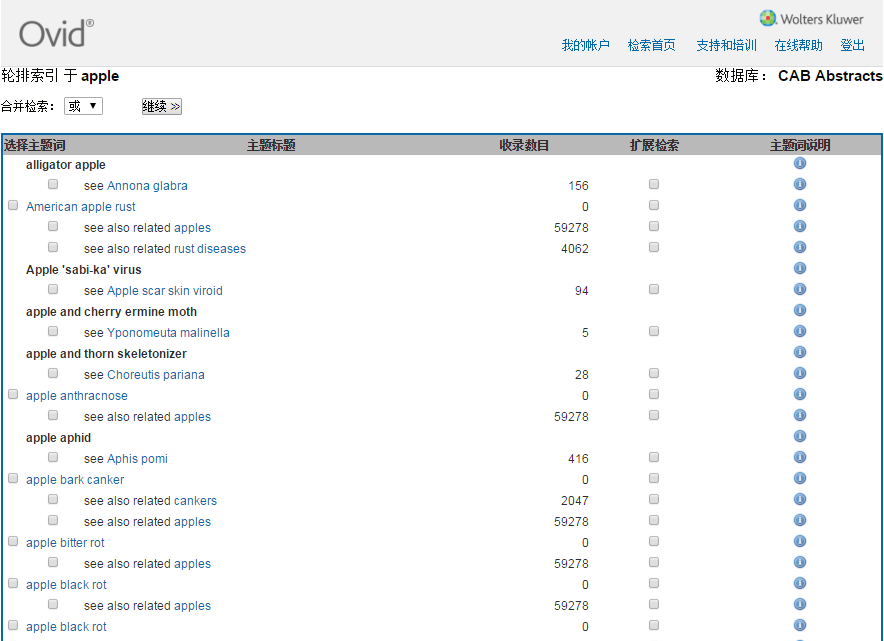 Ovid®
Wolters Kluwer
我的帐户 检索首页 支持和培训 在线帮助 登出
轮排索引 于 apple 数据库： CAB Abstracts
合并检索： 或 ▼ 继续 >>
选择主题词 主题标题 收录数目 扩展检索 主题词说明
alligator apple
see Annona glabra 156
American apple rust 0
see also related apples 59278
see also related rust diseases 4062
Apple 'sabi-ka' virus
see Apple scar skin viroid 94
apple and cherry ermine moth
see Yponomeuta malinella 5
apple and thorn skeletonizer
see Choreutis pariana 28
apple anthracnose 0
see also related apples 59278
apple aphid
see Aphis pomi 416
apple bark canker 0
see also related cankers 2047
see also related apples 59278
apple bitter rot 0
see also related apples 59278
apple black rot 0
see also related apples 59278
apple black rot 0